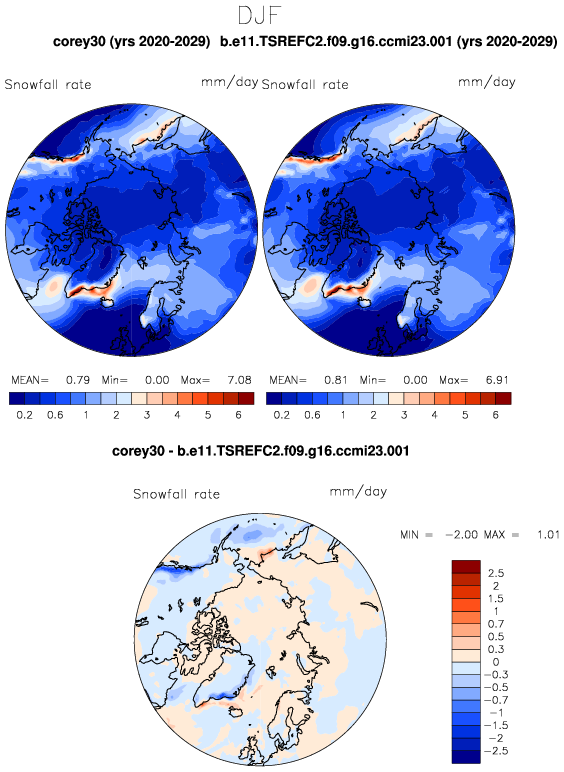 DJF
corey30 (yrs 2020-2029) b.e11.TSREFC2.f09.g16.ccmi23.001 (yrs 2020-2029)
Snowfall rate mm/day Snowfall rate mm/day
MEAN= 0.79 Min= 0.00 Max= 7.08 MEAN= 0.81 Min= 0.00 Max= 6.91
0.2 0.6 1 2 3 4 5 6 0.2 0.6 1 2 3 4 5 6
corey30 - b.e11.TSREFC2.f09.g16.ccmi23.001
Snowfall rate mm/day
MIN = -2.00 MAX = 1.01
2.5
2
1.5
1
0.7
0.5
0.3
0
-0.3
-0.5
-0.7
-1
-1.5
-2
-2.5